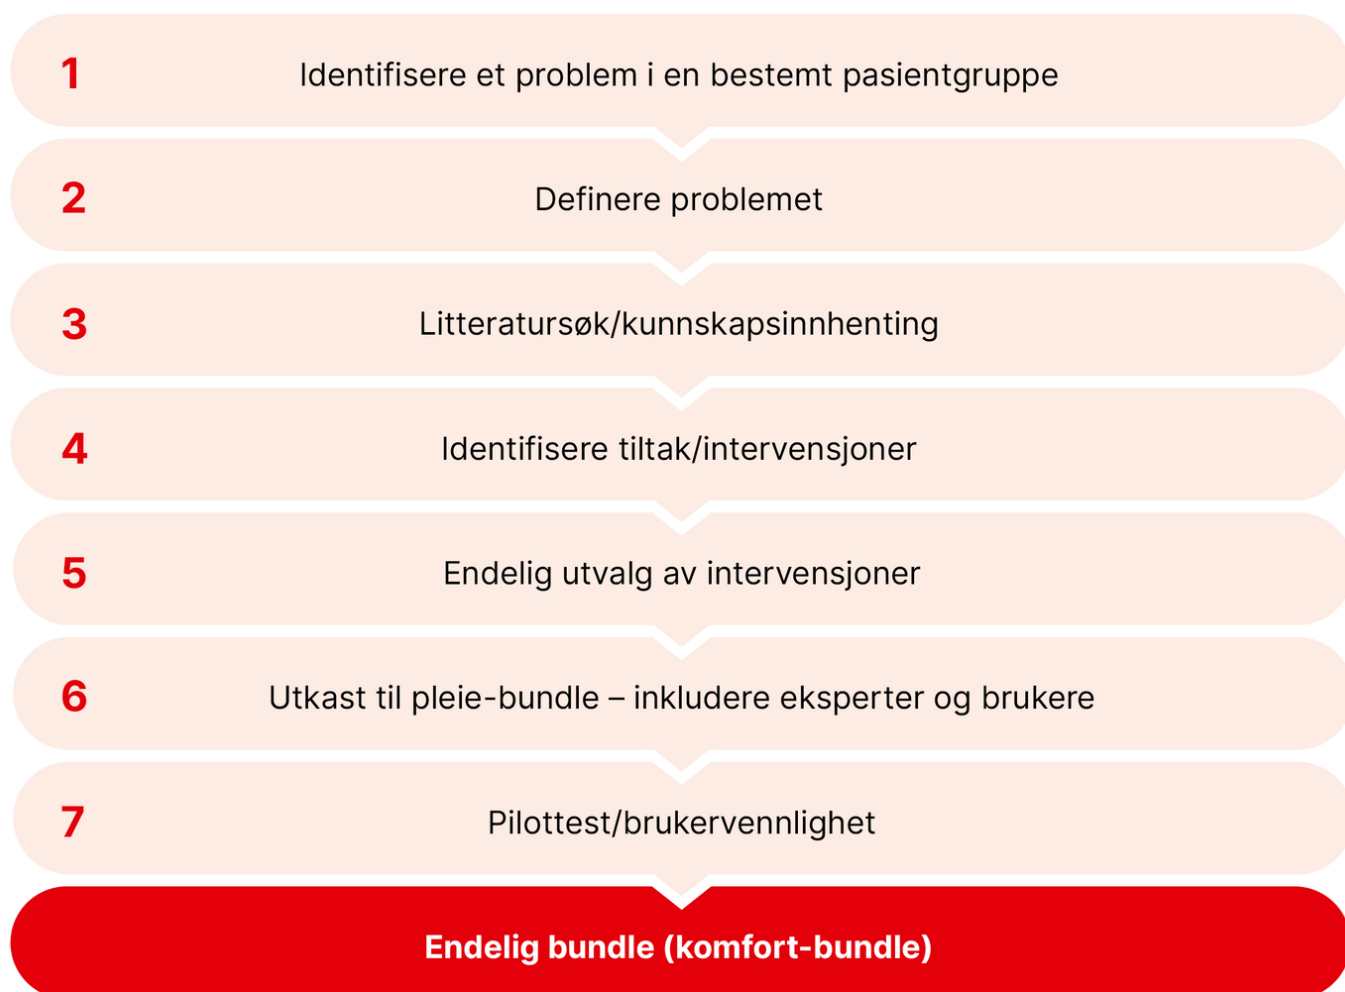 1 Identifisere et problem i en bestemt pasientgruppe
2 Definere problemet
3 Litteratursøk/kunnskapsinnhenting
4 Identifisere tiltak/intervensjoner
5 Endelig utvalg av intervensjoner
6 Utkast til pleie-bundle – inkludere eksperter og brukere
7 Pilottest/brukervennlighet
Endelig bundle (komfort-bundle)